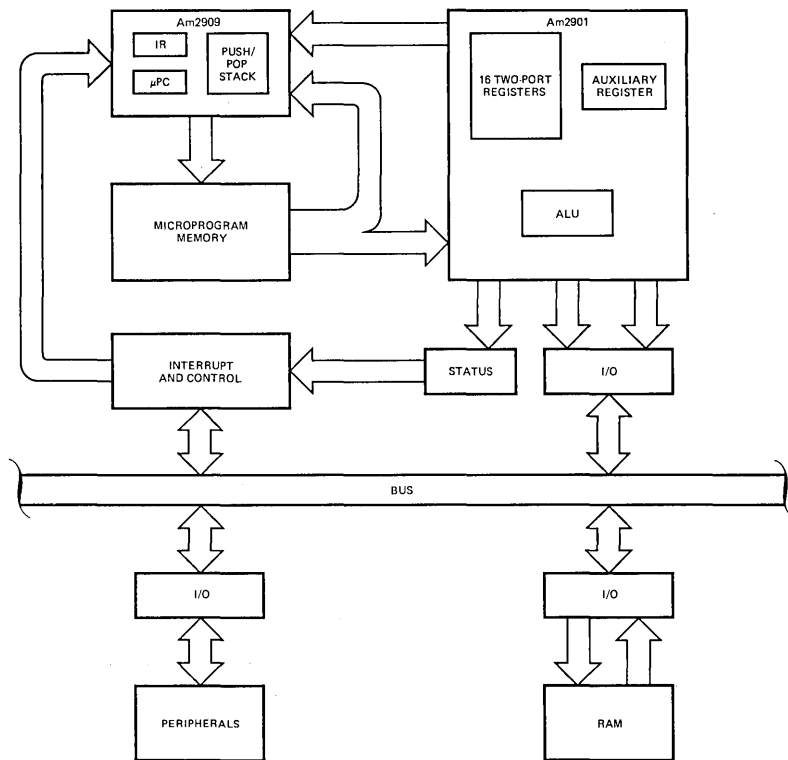 Am2909
IR
μPC
PUSH/
POP
STACK
Am2901
16 TWO-PORT
REGISTERS
AUXILIARY
REGISTER
ALU
MICROPROGRAM
MEMORY
INTERRUPT
AND CONTROL
STATUS
I/O
BUS
I/O
I/O
PERIPHERALS
RAM